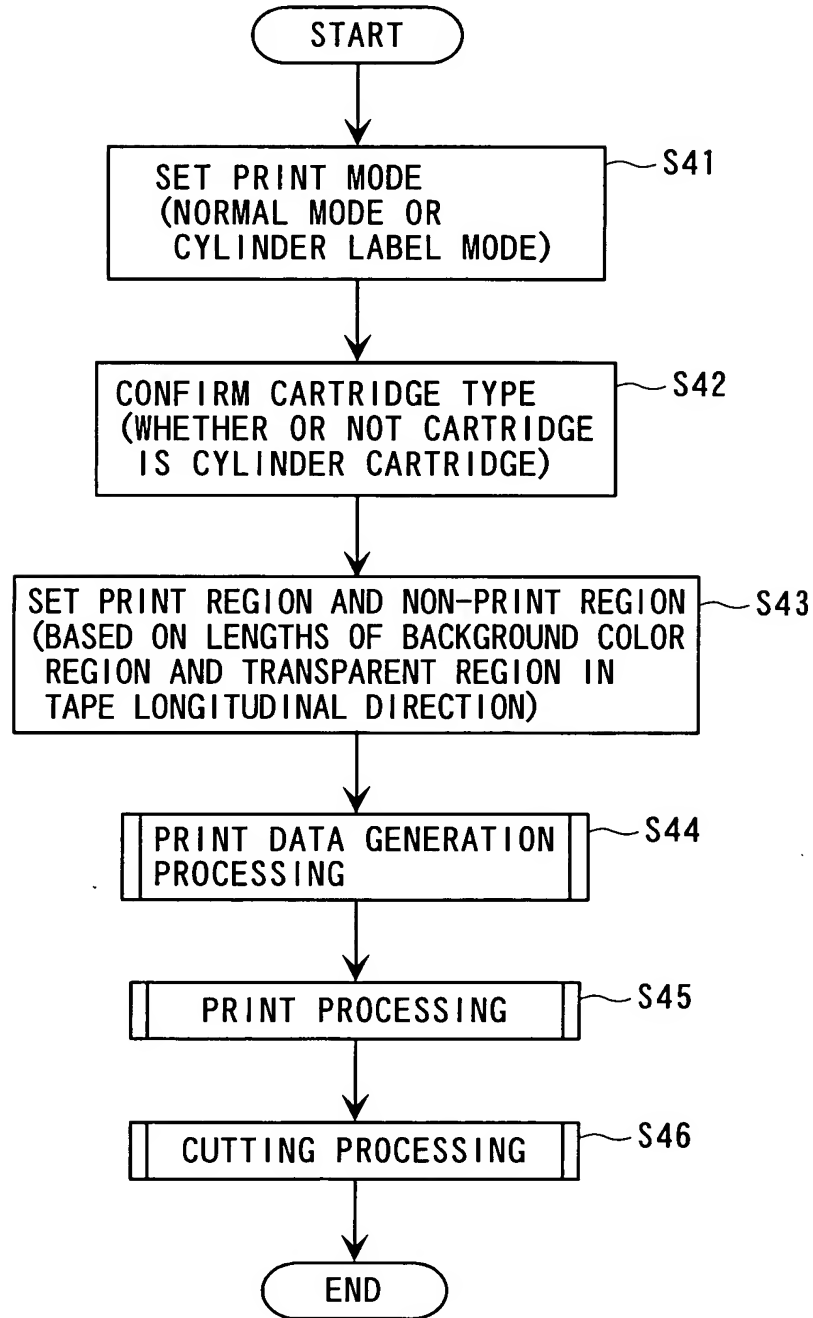 START
SET PRINT MODE
(NORMAL MODE OR
CYLINDER LABEL MODE)
S41
CONFIRM CARTRIDGE TYPE
(WHETHER OR NOT CARTRIDGE
IS CYLINDER CARTRIDGE)
S42
SET PRINT REGION AND NON-PRINT REGION
(BASED ON LENGTHS OF BACKGROUND COLOR
REGION AND TRANSPARENT REGION IN
TAPE LONGITUDINAL DIRECTION)
S43
PRINT DATA GENERATION
PROCESSING
S44
PRINT PROCESSING
S45
CUTTING PROCESSING
S46
END